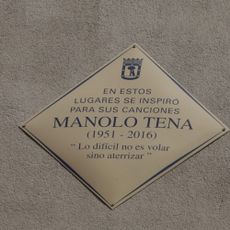 EN ESTOS
LUGARES SE INSPIRÓ
PARA SUS CANCIONES
MANOLO TENA
(1951 - 2016)
“ Lo difícil no es volar
sino aterrizar ”